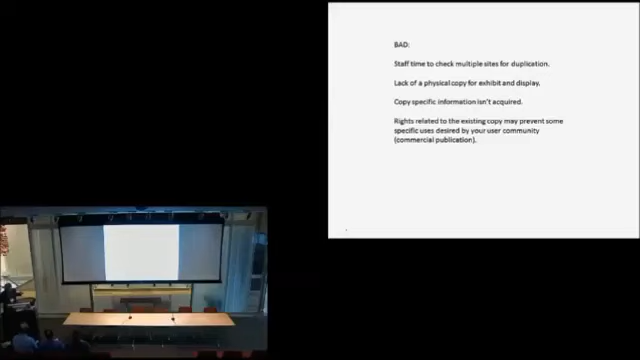 BAD:
Staff time to check multiple sites for duplication.
Lack of a physical copy for exhibit and display.
Copy specific information isn't acquired.
Rights related to the existing copy may prevent some
specific uses desired by your user community
(commercial publication).